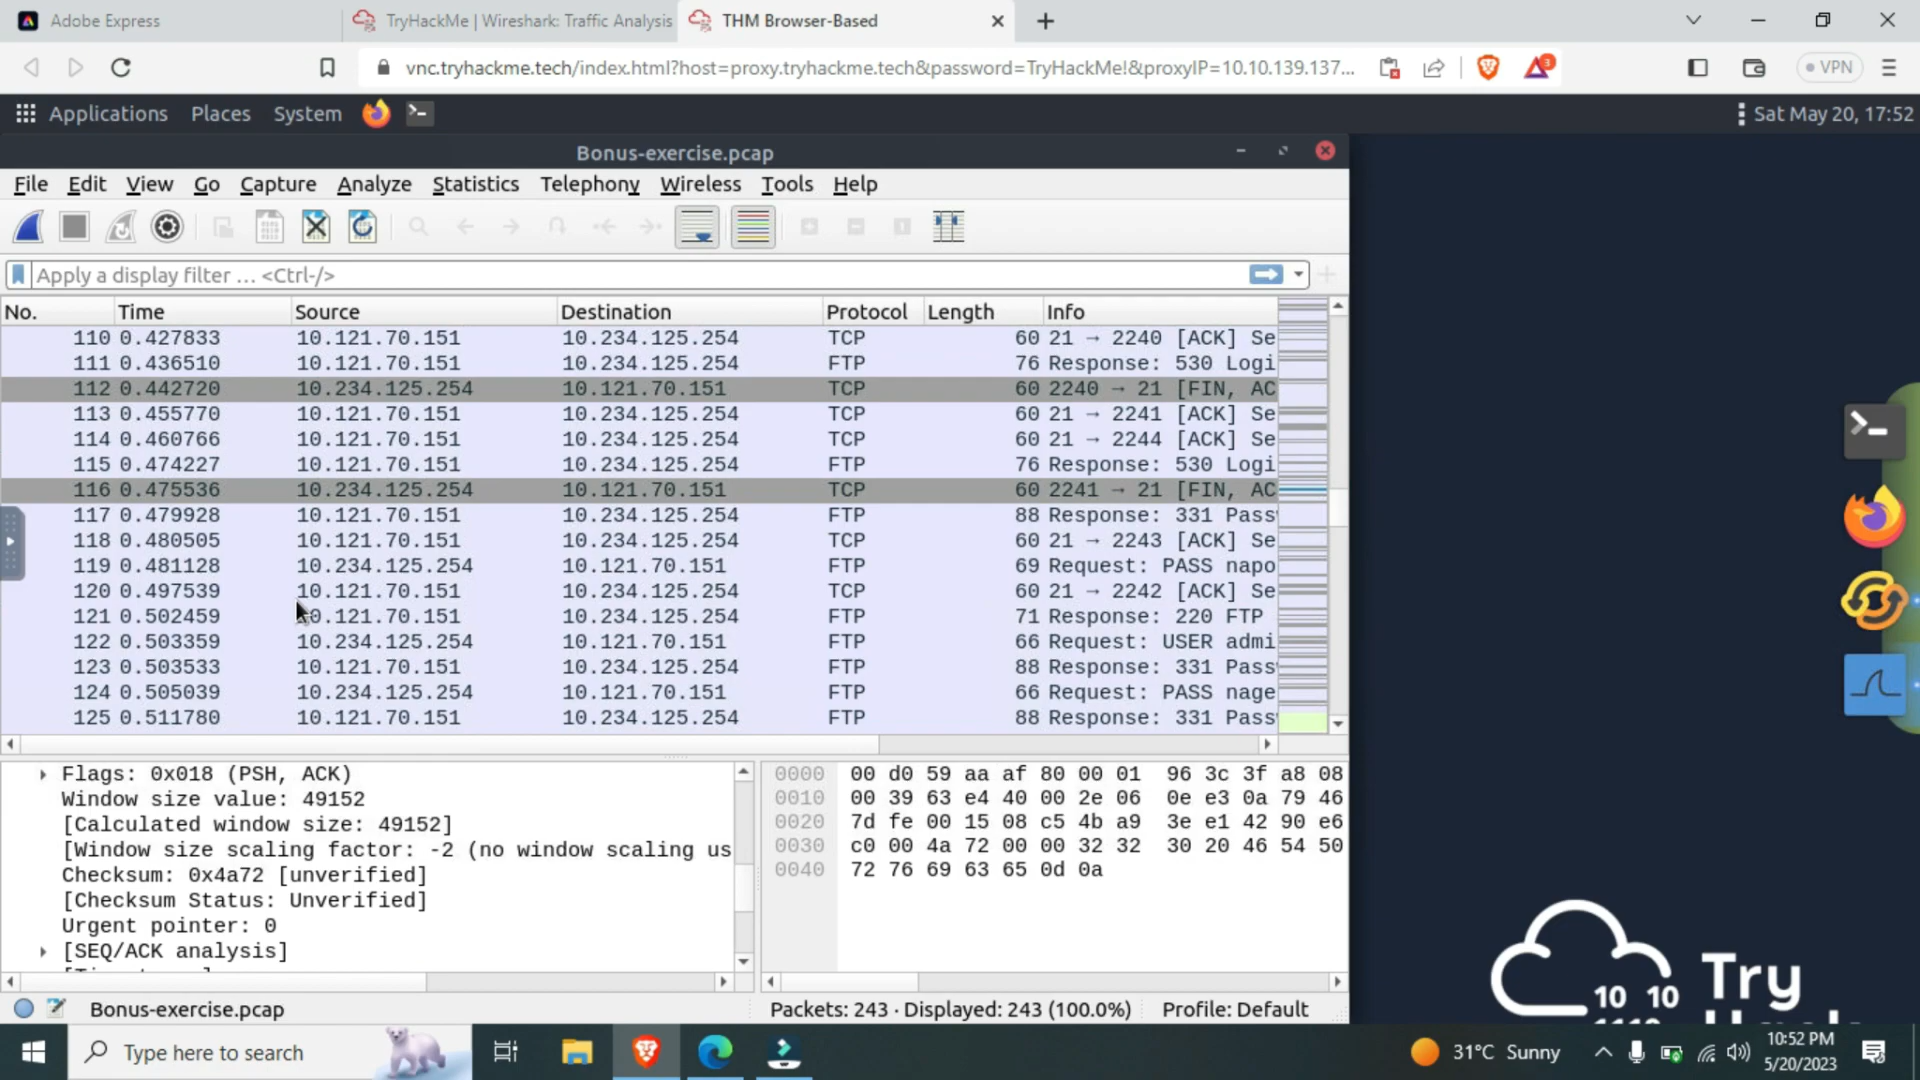 Adobe Express
TryHackMe | Wireshark: Traffic Analysis
THM Browser-Based
vnc.tryhackme.tech/index.html?host=proxy.tryhackme.tech&password=TryHackMe!&proxyIP=10.10.139.137...
3
VPN
Applications Places System
Sat May 20, 17:52
Bonus-exercise.pcap
File Edit View Go Capture Analyze Statistics Telephony Wireless Tools Help
Apply a display filter ... <Ctrl-/>
No. Time Source Destination Protocol Length Info
110 0.427833 10.121.70.151 10.234.125.254 TCP 60 21 → 2240 [ACK] Se
111 0.436510 10.121.70.151 10.234.125.254 FTP 76 Response: 530 Logi
112 0.442720 10.234.125.254 10.121.70.151 TCP 60 2240 → 21 [FIN, AC
113 0.455770 10.121.70.151 10.234.125.254 TCP 60 21 → 2241 [ACK] Se
114 0.460766 10.121.70.151 10.234.125.254 TCP 60 21 → 2244 [ACK] Se
115 0.474227 10.121.70.151 10.234.125.254 FTP 76 Response: 530 Logi
116 0.475536 10.234.125.254 10.121.70.151 TCP 60 2241 → 21 [FIN, AC
117 0.479928 10.121.70.151 10.234.125.254 FTP 88 Response: 331 Pass
118 0.480505 10.121.70.151 10.234.125.254 TCP 60 21 → 2243 [ACK] Se
119 0.481128 10.234.125.254 10.121.70.151 FTP 69 Request: PASS napo
120 0.497539 10.121.70.151 10.234.125.254 TCP 60 21 → 2242 [ACK] Se
121 0.502459 10.121.70.151 10.234.125.254 FTP 71 Response: 220 FTP
122 0.503359 10.234.125.254 10.121.70.151 FTP 66 Request: USER admi
123 0.503533 10.121.70.151 10.234.125.254 FTP 88 Response: 331 Pass
124 0.505039 10.234.125.254 10.121.70.151 FTP 66 Request: PASS nage
125 0.511780 10.121.70.151 10.234.125.254 FTP 88 Response: 331 Pass
Flags: 0x018 (PSH, ACK)
Window size value: 49152
[Calculated window size: 49152]
[Window size scaling factor: -2 (no window scaling us
Checksum: 0x4a72 [unverified]
[Checksum Status: Unverified]
Urgent pointer: 0
[SEQ/ACK analysis]
0000 00 d0 59 aa af 80 00 01 96 3c 3f a8 08
0010 00 39 63 e4 40 00 2e 06 0e e3 0a 79 46
0020 7d fe 00 15 08 c5 4b a9 3e e1 42 90 e6
0030 c0 00 4a 72 00 00 32 32 30 20 46 54 50
0040 72 76 69 63 65 0d 0a
Bonus-exercise.pcap
Packets: 243 · Displayed: 243 (100.0%)
Profile: Default
10 10
Try
Type here to search
31°C Sunny
10:52 PM
5/20/2023